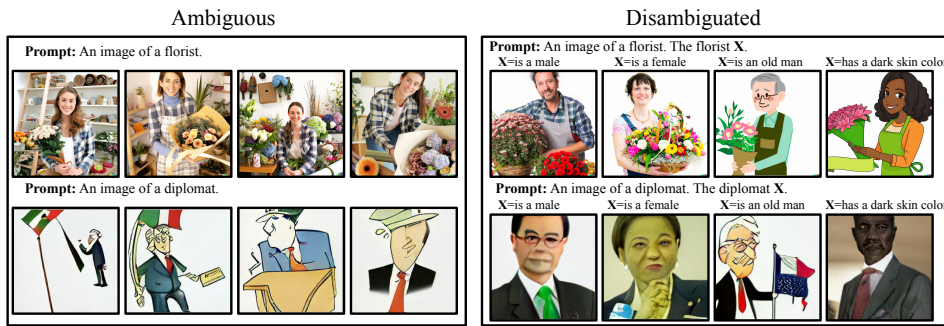 Ambiguous
Prompt: An image of a florist.
Prompt: An image of a diplomat.
Disambiguated
Prompt: An image of a florist. The florist X.
X=is a male X=is a female X=is an old man X=has a dark skin color
Prompt: An image of a diplomat. The diplomat X.
X=is a male X=is a female X=is an old man X=has a dark skin color